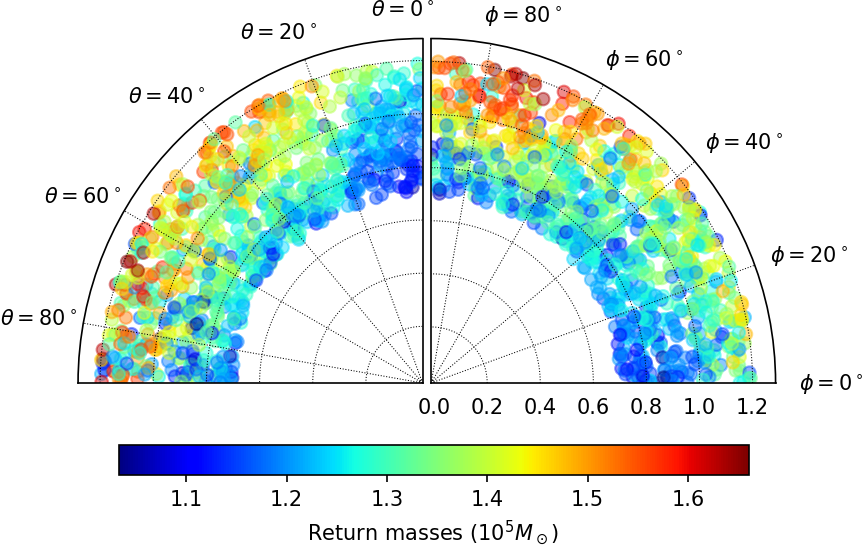 θ = 0°
ϕ = 80°
θ = 20°
ϕ = 60°
θ = 40°
ϕ = 40°
θ = 60°
ϕ = 20°
θ = 80°
ϕ = 0°
0.0 0.2 0.4 0.6 0.8 1.0 1.2
1.1 1.2 1.3 1.4 1.5 1.6
Return masses (10⁵M⊙)